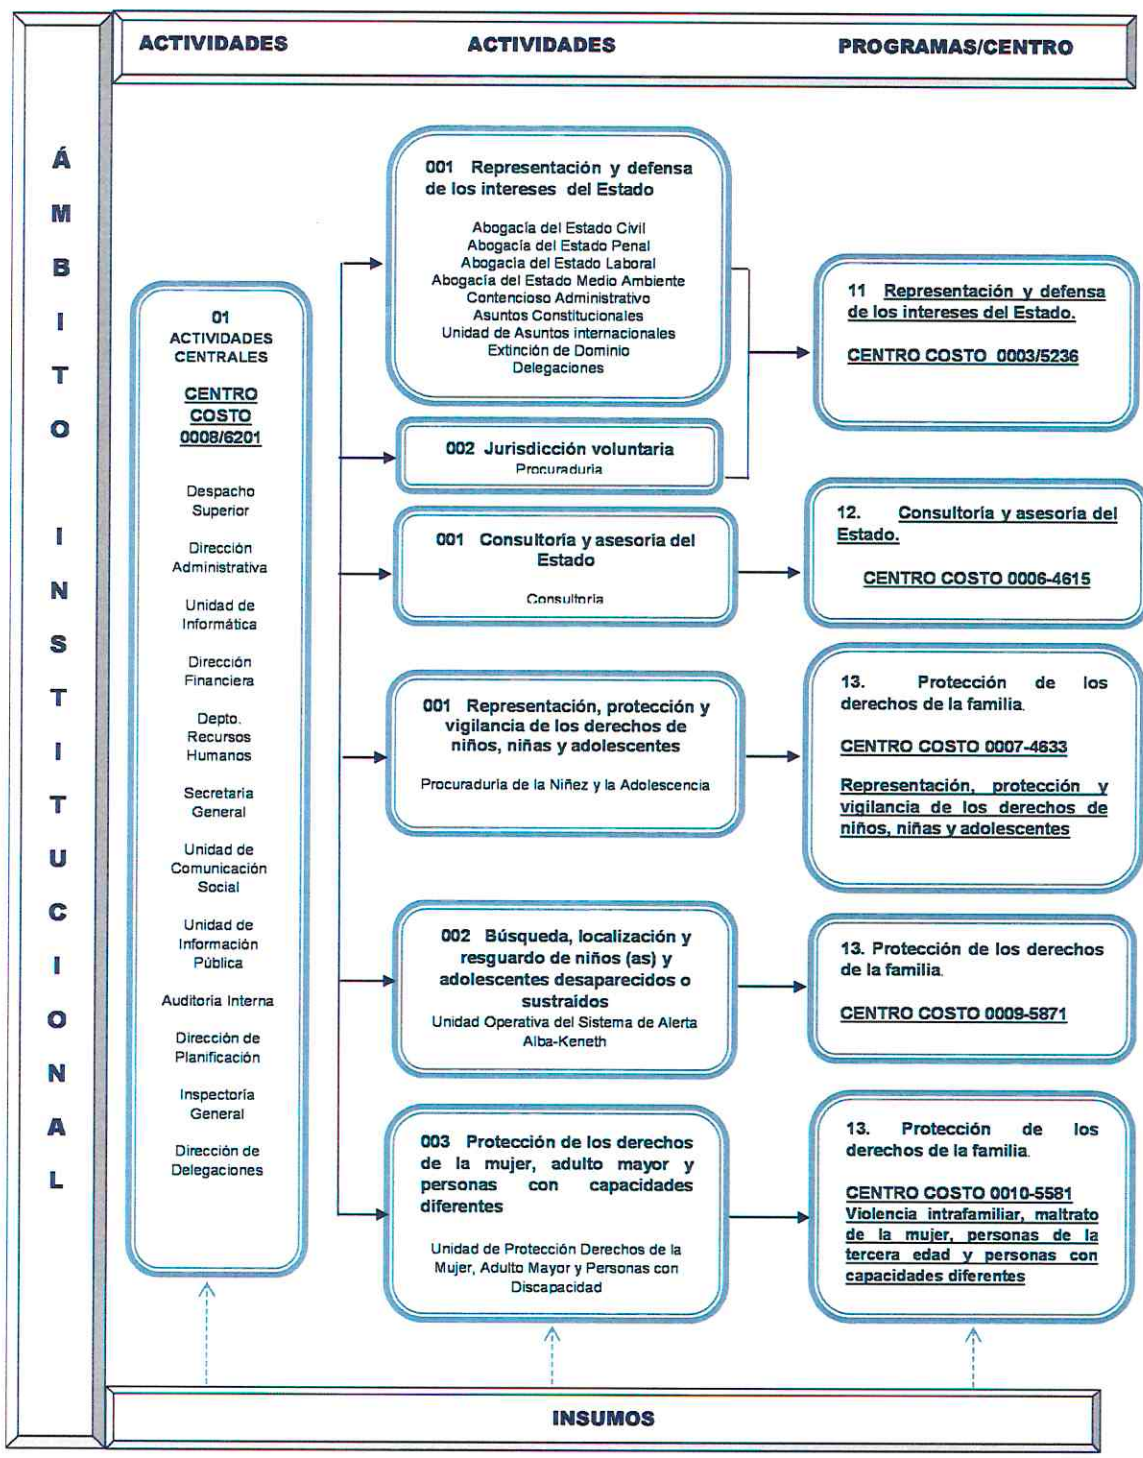 ACTIVIDADES
ACTIVIDADES
PROGRAMAS/CENTRO
Á
M
B
I
T
O
I
N
S
T
I
T
U
C
I
O
N
A
L
01
ACTIVIDADES
CENTRALES
CENTRO
COSTO
0008/6201
Despacho
Superior
Dirección
Administrativa
Unidad de
Informática
Dirección
Financiera
Depto.
Recursos
Humanos
Secretaria
General
Unidad de
Comunicación
Social
Unidad de
Información
Pública
Auditoria Interna
Dirección de
Planificación
Inspectoría
General
Dirección de
Delegaciones
001 Representación y defensa
de los intereses del Estado
Abogacía del Estado Civil
Abogacía del Estado Penal
Abogacía del Estado Laboral
Abogacía del Estado Medio Ambiente
Contencioso Administrativo
Asuntos Constitucionales
Unidad de Asuntos internacionales
Extinción de Dominio
Delegaciones
002 Jurisdicción voluntaria
Procuraduría
001 Consultoría y asesoría del
Estado
Consultoría
001 Representación, protección y
vigilancia de los derechos de
niños, niñas y adolescentes
Procuraduría de la Niñez y la Adolescencia
002 Búsqueda, localización y
resguardo de niños (as) y
adolescentes desaparecidos o
sustraídos
Unidad Operativa del Sistema de Alerta
Alba-Keneth
003 Protección de los derechos
de la mujer, adulto mayor y
personas con capacidades
diferentes
Unidad de Protección Derechos de la
Mujer, Adulto Mayor y Personas con
Discapacidad
11 Representación y defensa
de los intereses del Estado.
CENTRO COSTO 0003/5236
12. Consultoría y asesoría del
Estado.
CENTRO COSTO 0006-4615
13. Protección de los
derechos de la familia.
CENTRO COSTO 0007-4633
Representación, protección y
vigilancia de los derechos de
niños, niñas y adolescentes
13. Protección de los derechos
de la familia.
CENTRO COSTO 0009-5871
13. Protección de los
derechos de la familia.
CENTRO COSTO 0010-5581
Violencia intrafamiliar, maltrato
de la mujer, personas de la
tercera edad y personas con
capacidades diferentes
INSUMOS